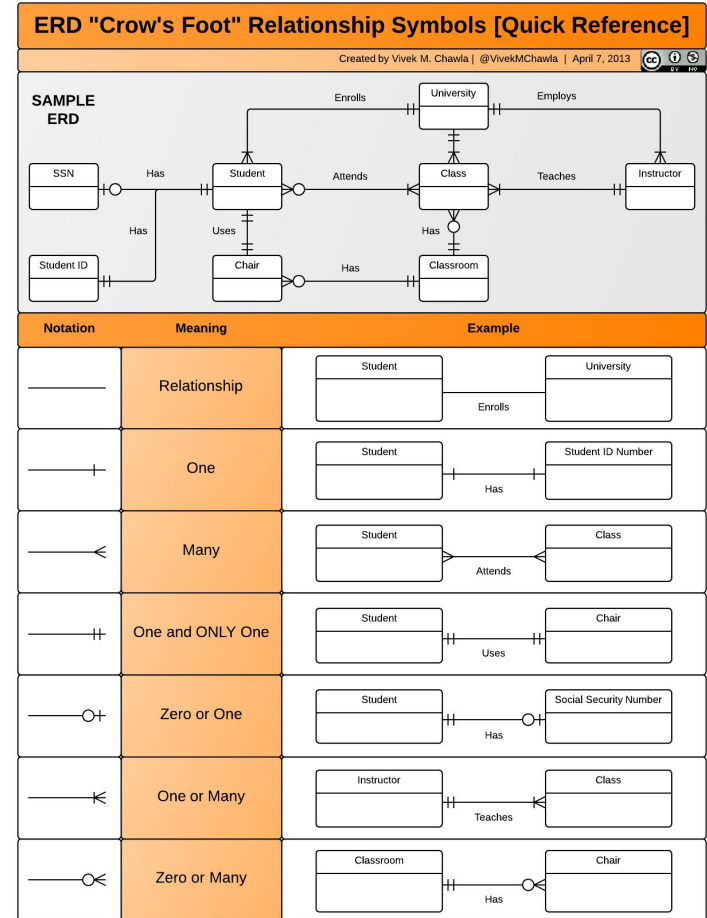 ERD "Crow's Foot" Relationship Symbols [Quick Reference]
Created by Vivek M. Chawla | @VivekMChawla | April 7, 2013
cc
BY NC
SAMPLE
ERD
Enrolls
University
Employs
SSN
Has
Student
Attends
Class
Teaches
Instructor
Has
Uses
Has
Student ID
Chair
Has
Classroom
Notation Meaning Example
Relationship
Student
University
Enrolls
One
Student
Student ID Number
Has
Many
Student
Class
Attends
One and ONLY One
Student
Chair
Uses
Zero or One
Student
Social Security Number
Has
One or Many
Instructor
Class
Teaches
Zero or Many
Classroom
Chair
Has